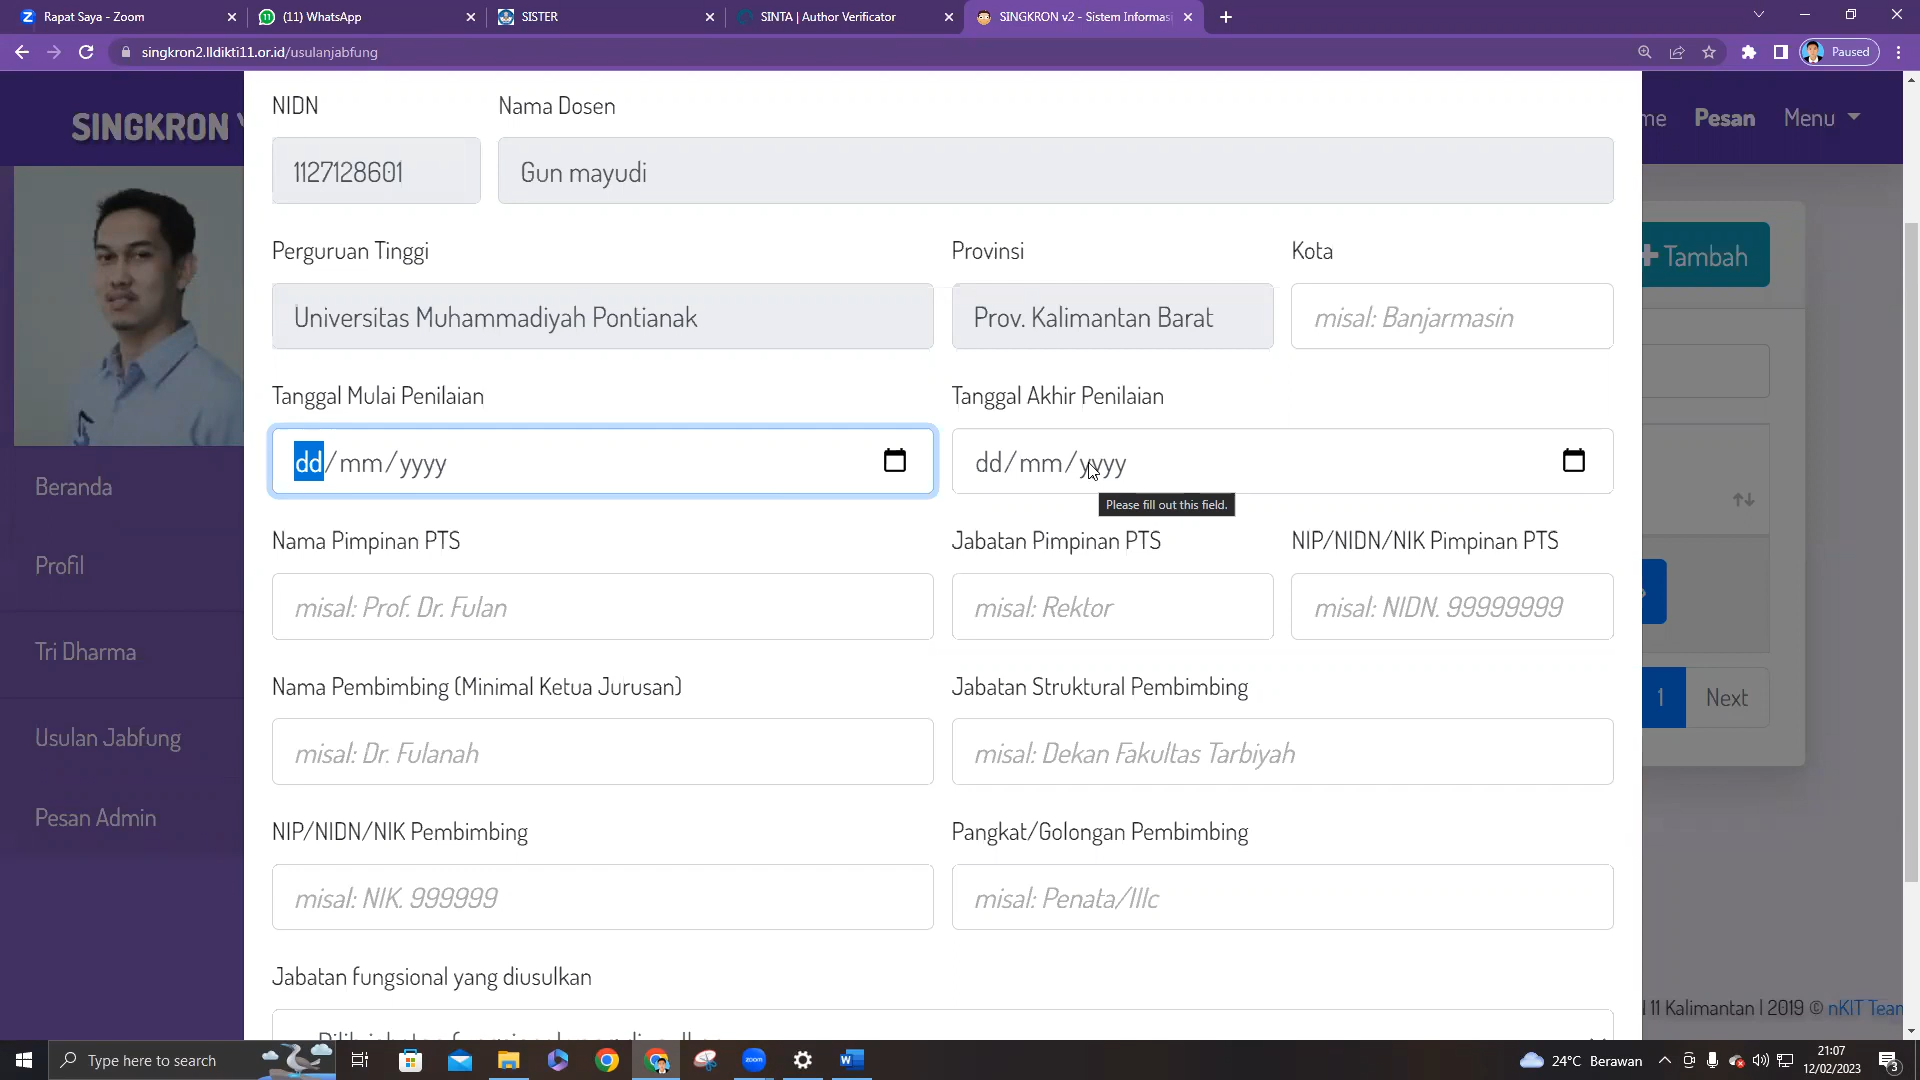 Rapat Saya - Zoom
(11) WhatsApp
SISTER
SINTA | Author Verificator
SINGKRON v2 - Sistem Informas
singkron2.lldikti11.or.id/usulanjabfung
Paused
SINGKRON
me
Pesan
Menu
NIDN
Nama Dosen
1127128601
Gun mayudi
Perguruan Tinggi
Provinsi
Kota
Universitas Muhammadiyah Pontianak
Prov. Kalimantan Barat
misal: Banjarmasin
+ Tambah
Tanggal Mulai Penilaian
Tanggal Akhir Penilaian
dd/mm/yyyy
dd/mm/yyyy
Please fill out this field.
Nama Pimpinan PTS
Jabatan Pimpinan PTS
NIP/NIDN/NIK Pimpinan PTS
misal: Prof. Dr. Fulan
misal: Rektor
misal: NIDN. 99999999
Nama Pembimbing (Minimal Ketua Jurusan)
Jabatan Struktural Pembimbing
misal: Dr. Fulanah
misal: Dekan Fakultas Tarbiyah
1
Next
NIP/NIDN/NIK Pembimbing
Pangkat/Golongan Pembimbing
misal: NIK. 999999
misal: Penata/IIIc
Jabatan fungsional yang diusulkan
Beranda
Profil
Tri Dharma
Usulan Jabfung
Pesan Admin
11 Kalimantan | 2019 © nKIT Team
Type here to search
zoom
24°C Berawan
21:07
12/02/2023
3